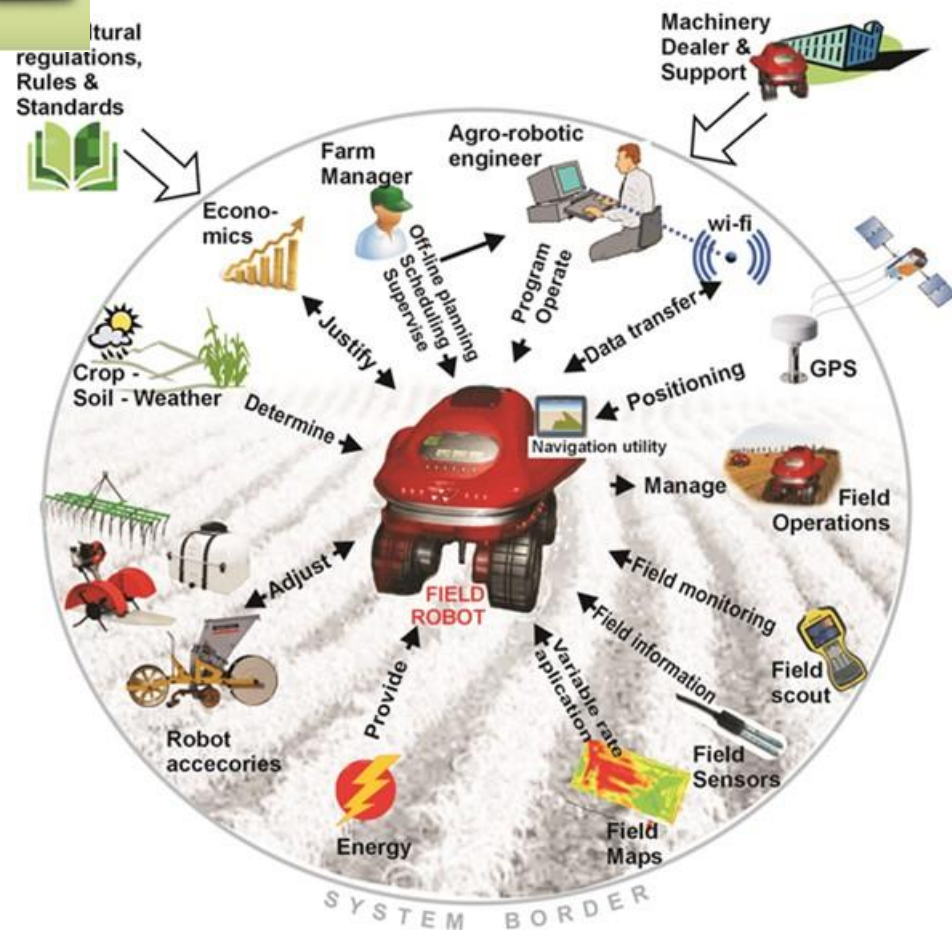 ltural
regulations,
Rules &
Standards
Machinery
Dealer &
Support
Farm
Manager
Agro-robotic
engineer
Econo-
mics
wi-fi
Off-line planning
Scheduling
Supervise
Program
Operate
Justify
Data transfer
GPS
Positioning
Crop -
Soil - Weather
Determine
Navigation utility
Manage
Field
Operations
Adjust
FIELD
ROBOT
Field monitoring
Field information
Variable rate
aplication
Field
scout
Provide
Robot
accecories
Field
Sensors
Energy
Field
Maps
SYSTEM BORDER